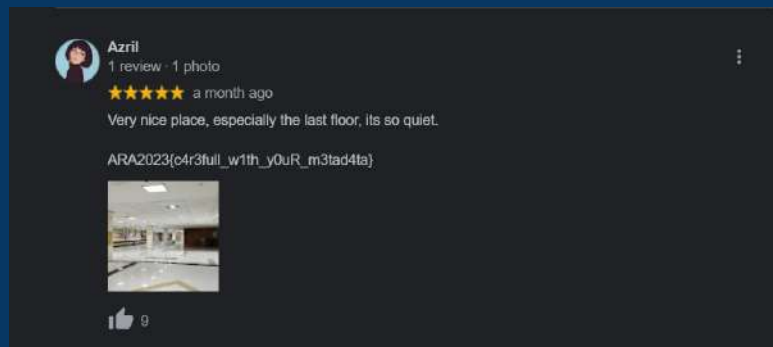 Azril
1 review · 1 photo
a month ago
Very nice place, especially the last floor, its so quiet.
ARA2023{c4r3full_w1th_y0uR_m3tad4ta}
9